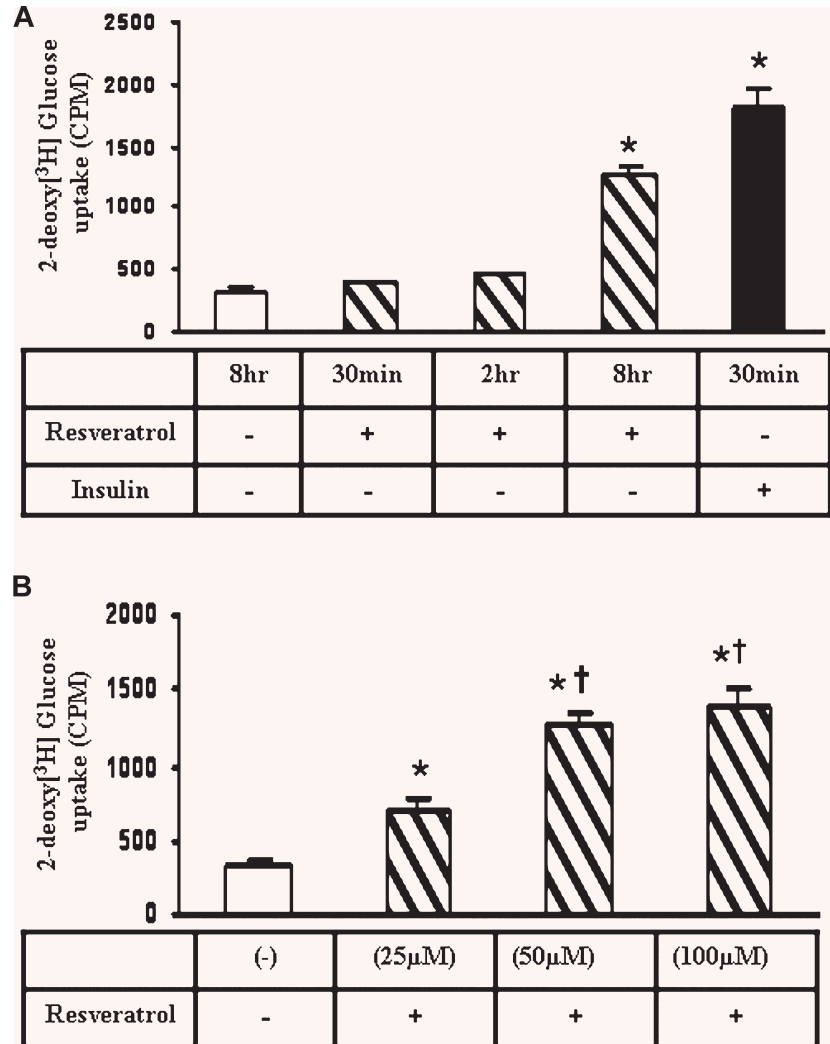 A
2-deoxy[³H] Glucose
uptake (CPM)
2500
2000
1500
1000
500
0
*
*
8hr 30min 2hr 8hr 30min
Resveratrol - + + + -
Insulin - - - - +
B
2-deoxy[³H] Glucose
uptake (CPM)
2000
1500
1000
500
0
*
*†
*†
(-) (25µM) (50µM) (100µM)
Resveratrol - + + +